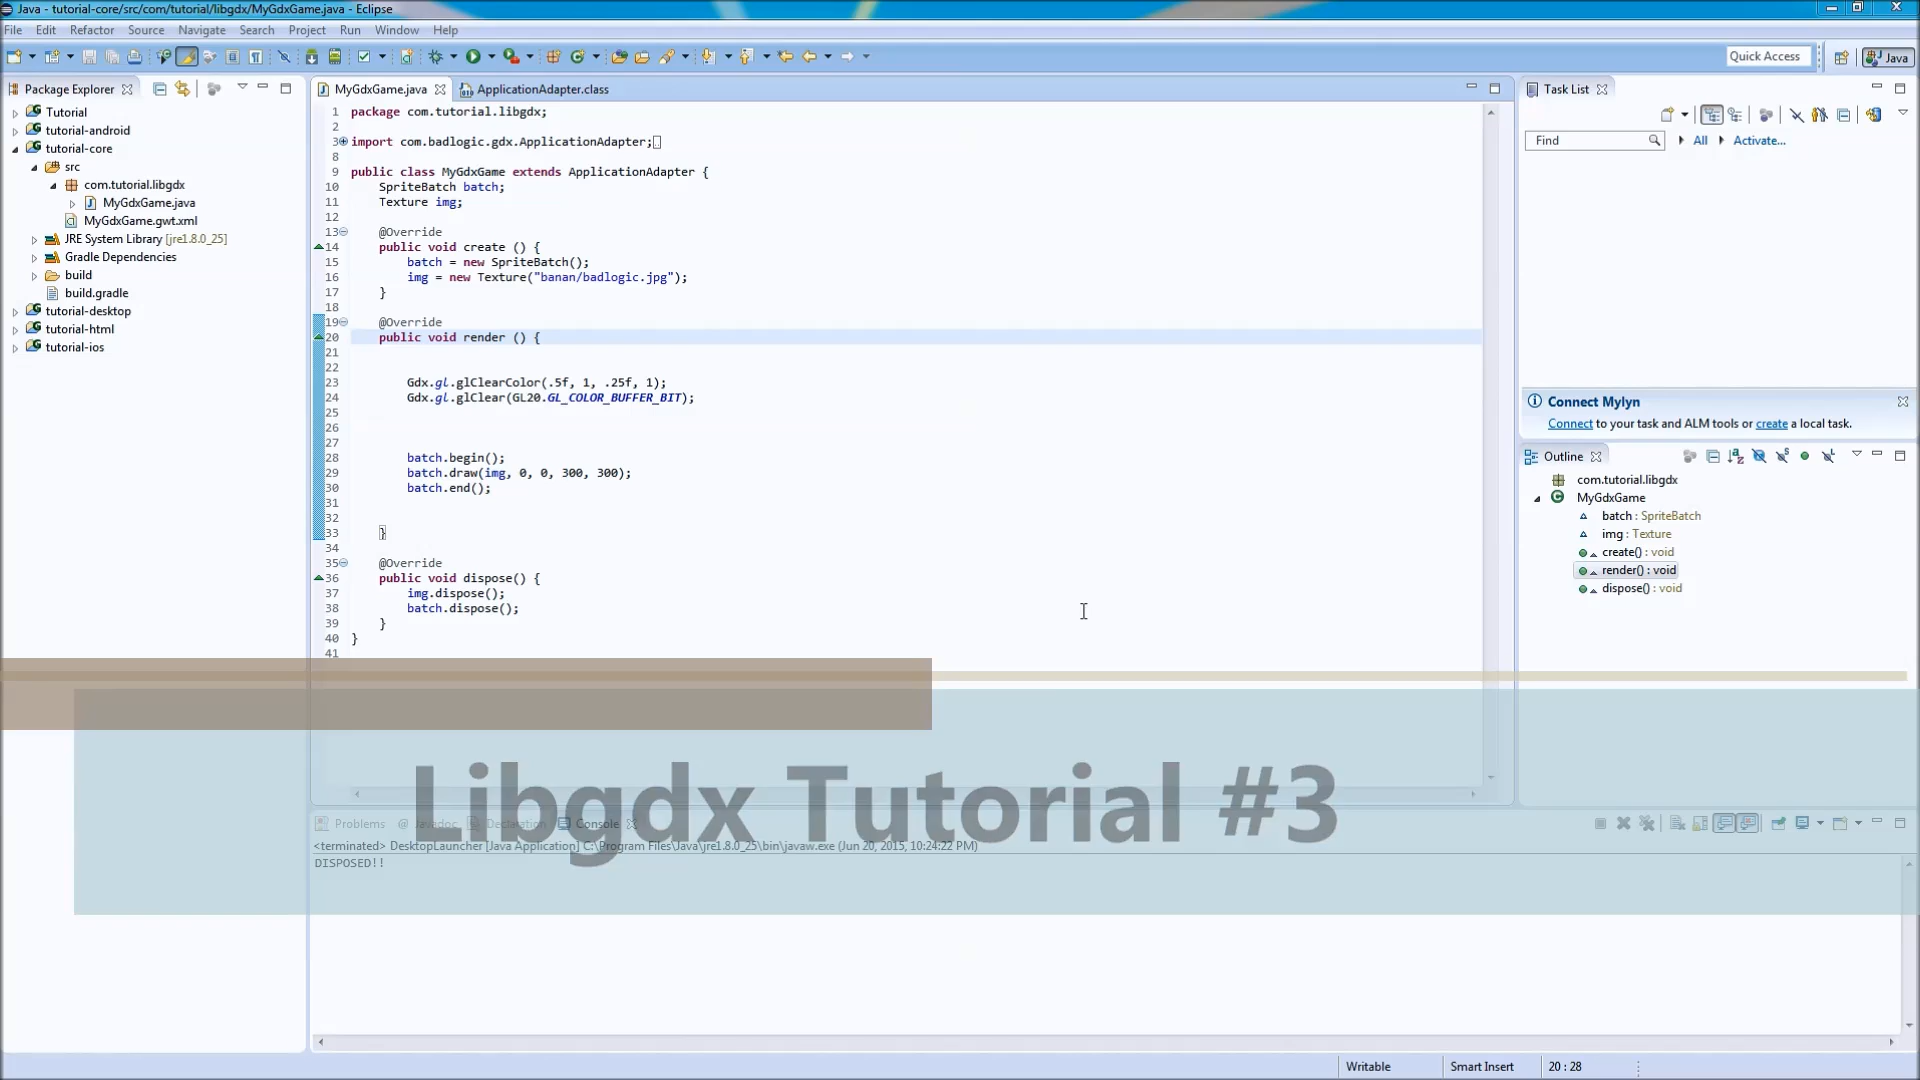 Java - tutorial-core/src/com/tutorial/libgdx/MyGdxGame.java - Eclipse
File Edit Refactor Source Navigate Search Project Run Window Help
Quick Access
Java
Package Explorer
Tutorial
tutorial-android
tutorial-core
src
com.tutorial.libgdx
MyGdxGame.java
MyGdxGame.gwt.xml
JRE System Library [jre1.8.0_25]
Gradle Dependencies
build
build.gradle
tutorial-desktop
tutorial-html
tutorial-ios
MyGdxGame.java
ApplicationAdapter.class
1 package com.tutorial.libgdx;
2
3 import com.badlogic.gdx.ApplicationAdapter;
8
9 public class MyGdxGame extends ApplicationAdapter {
10 SpriteBatch batch;
11 Texture img;
12
13 @Override
14 public void create () {
15 batch = new SpriteBatch();
16 img = new Texture("banan/badlogic.jpg");
17 }
18
19 @Override
20 public void render () {
21
22
23 Gdx.gl.glClearColor(.5f, 1, .25f, 1);
24 Gdx.gl.glClear(GL20.GL_COLOR_BUFFER_BIT);
25
26
27
28 batch.begin();
29 batch.draw(img, 0, 0, 300, 300);
30 batch.end();
31
32
33 }
34
35 @Override
36 public void dispose() {
37 img.dispose();
38 batch.dispose();
39 }
40 }
41
Task List
Find
All
Activate...
Connect Mylyn
Connect to your task and ALM tools or create a local task.
Outline
com.tutorial.libgdx
MyGdxGame
batch : SpriteBatch
img : Texture
create() : void
render() : void
dispose() : void
Libgdx Tutorial #3
Problems @ Javadoc Declaration Console
<terminated> DesktopLauncher [Java Application] C:\Program Files\Java\jre1.8.0_25\bin\javaw.exe (Jun 20, 2015, 10:24:22 PM)
DISPOSED!!
Writable Smart Insert 20 : 28